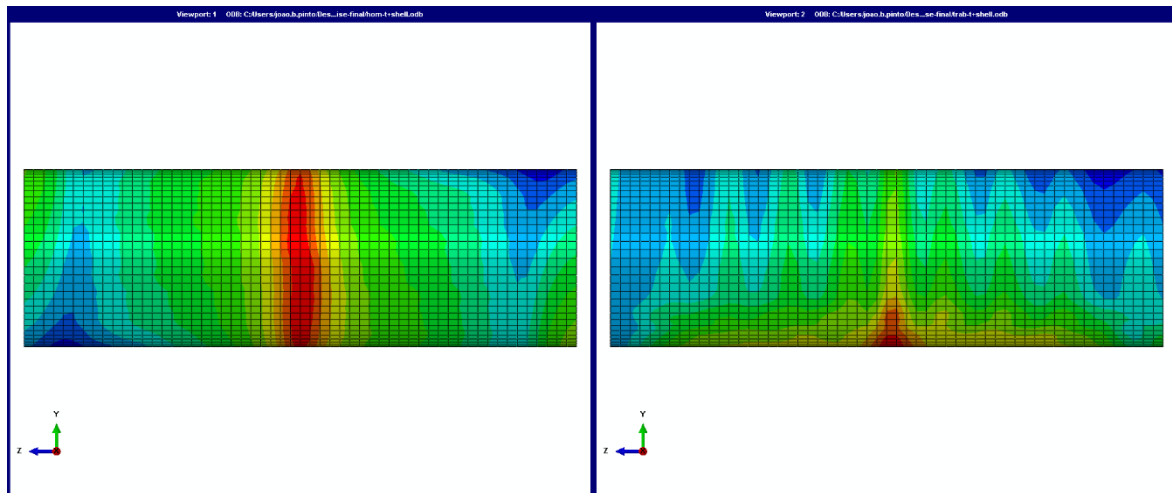 Viewport: 1 ODB: C:/Users/joao.b.pinto/Des...ise-final/hom-t+shell.odb
Viewport: 2 ODB: C:/Users/joao.b.pinto/Des...se-final/trab-t+shell.odb
Y
Z
X
Y
Z
X